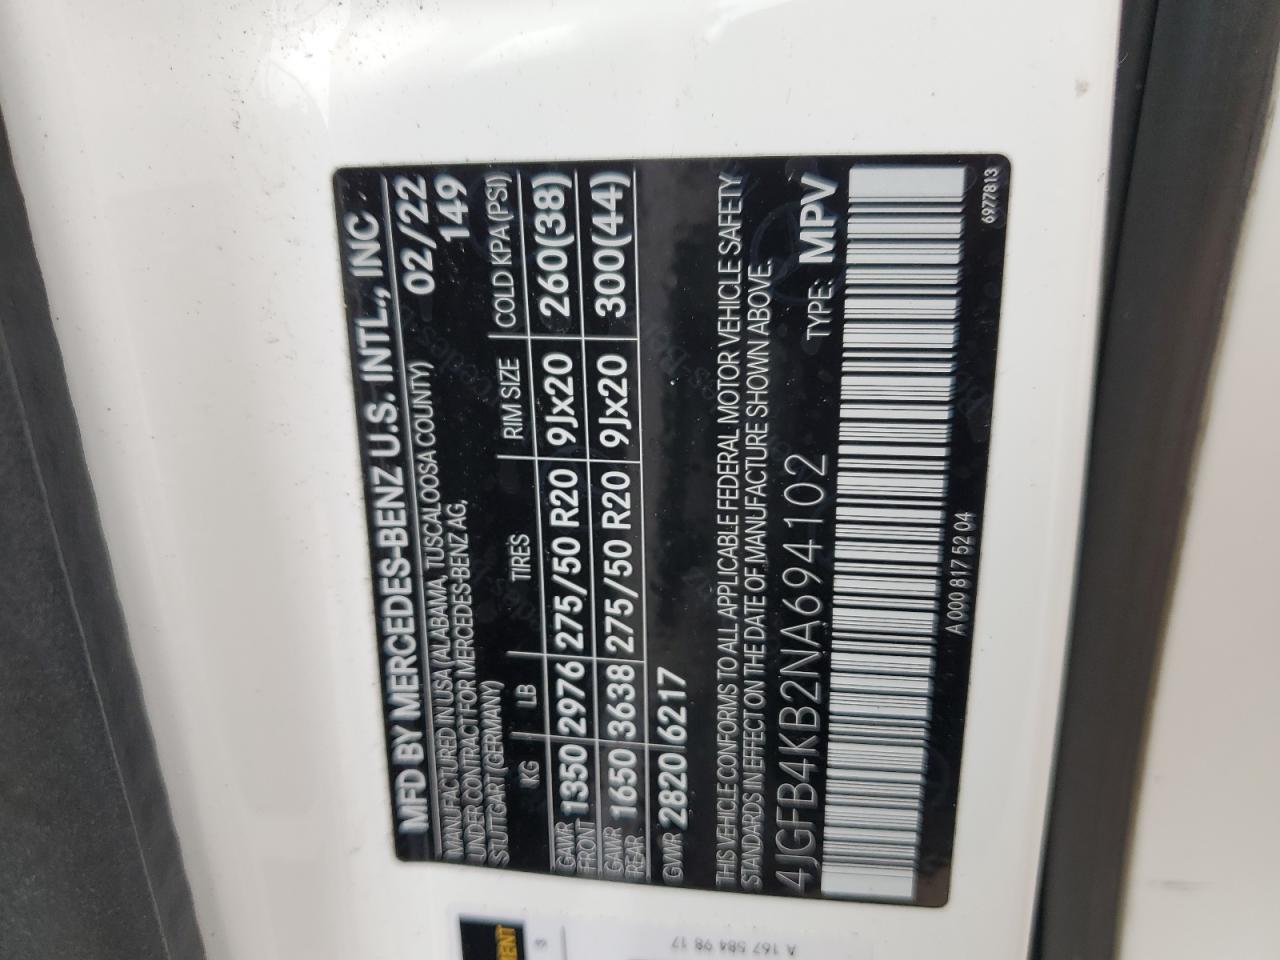 MFD BY MERCEDES-BENZ U.S. INTL., INC
MANUFACTURED IN USA (ALABAMA, TUSCALOOSA COUNTY) 02/22
UNDER CONTRACT FOR MERCEDES-BENZ AG, 149
STUTTGART (GERMANY)
KG LB TIRES RIM SIZE COLD KPA (PSI)
GAWR FRONT 1350 2976 275/50 R20 9Jx20 260(38)
GAWR REAR 1650 3638 275/50 R20 9Jx20 300(44)
GVWR 2820 6217
THIS VEHICLE CONFORMS TO ALL APPLICABLE FEDERAL MOTOR VEHICLE SAFETY
STANDARDS IN EFFECT ON THE DATE OF MANUFACTURE SHOWN ABOVE.
4JGFB4KB2NA694102 TYPE: MPV
A 000 817 52 04
6977813
A 167 584 98 17